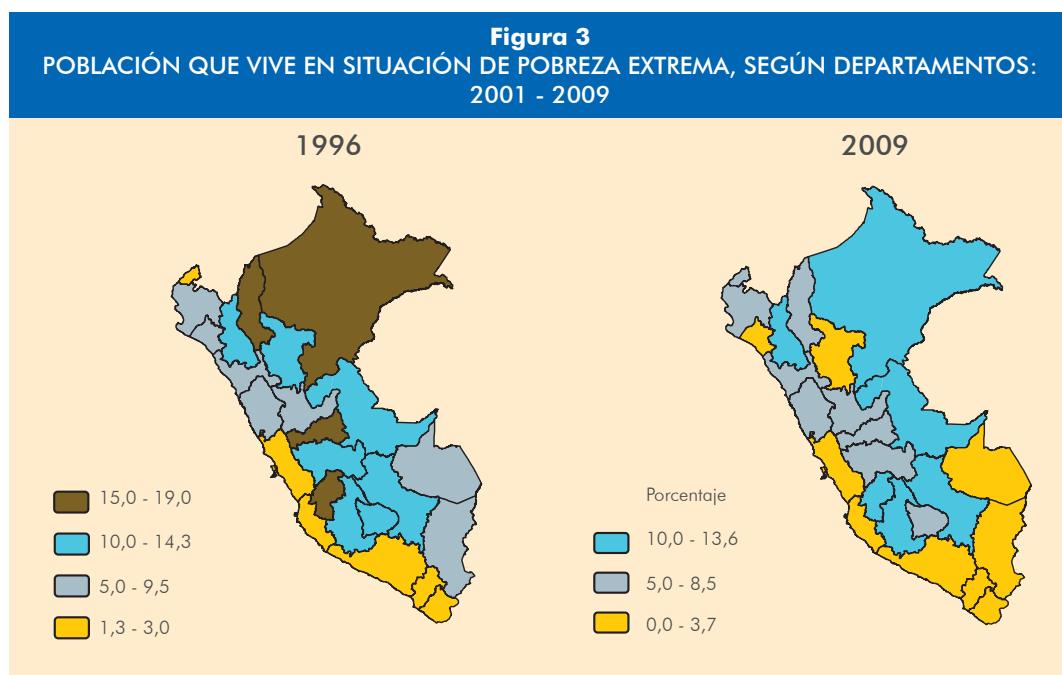 Figura 3
POBLACIÓN QUE VIVE EN SITUACIÓN DE POBREZA EXTREMA, SEGÚN DEPARTAMENTOS:
2001 - 2009
1996
15,0 - 19,0
10,0 - 14,3
5,0 - 9,5
1,3 - 3,0
2009
Porcentaje
10,0 - 13,6
5,0 - 8,5
0,0 - 3,7